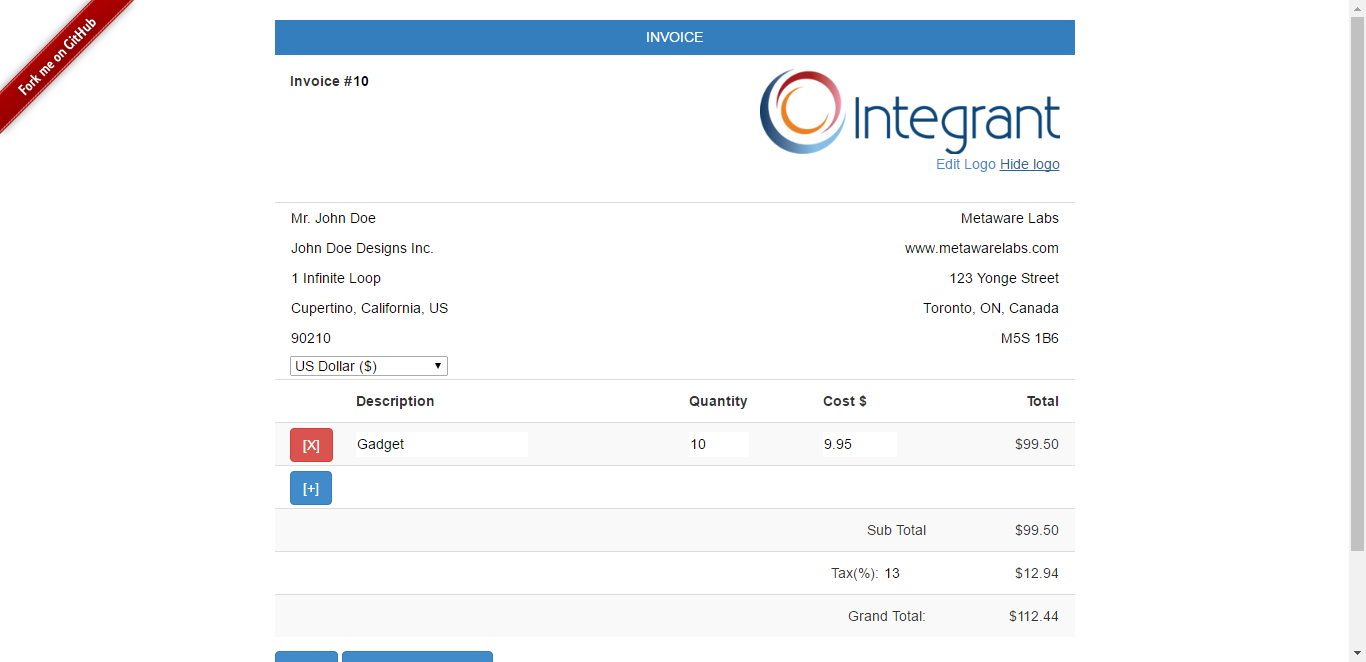 Fork me on GitHub
INVOICE
Invoice #10
Integrant
Edit Logo Hide logo
Mr. John Doe
Metaware Labs
John Doe Designs Inc.
www.metawarelabs.com
1 Infinite Loop
123 Yonge Street
Cupertino, California, US
Toronto, ON, Canada
90210
M5S 1B6
US Dollar ($)
Description Quantity Cost $ Total
[X] Gadget 10 9.95 $99.50
[+]
Sub Total $99.50
Tax(%): 13 $12.94
Grand Total: $112.44